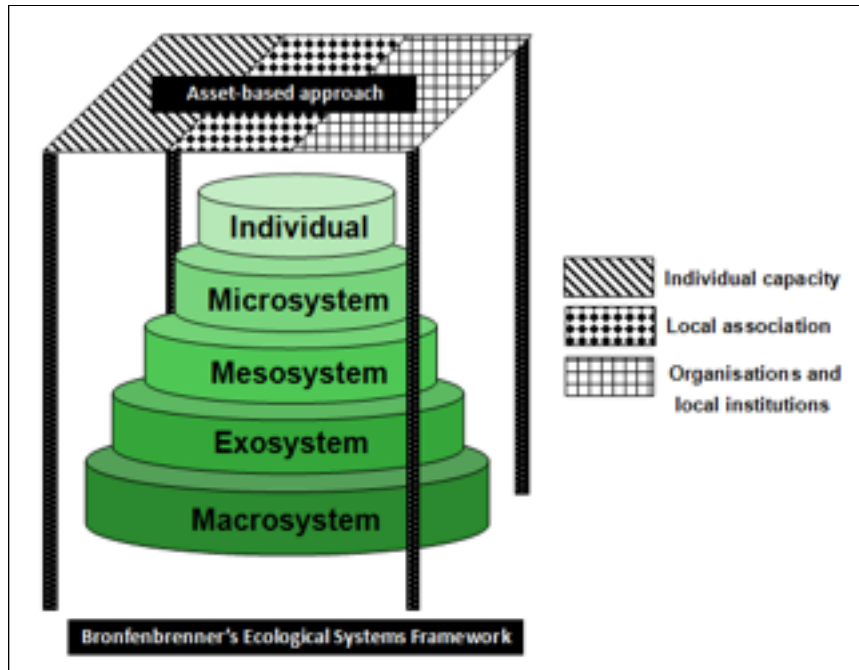 Asset-based approach
Individual
Microsystem
Mesosystem
Exosystem
Macrosystem
Individual capacity
Local association
Organisations and
local institutions
Bronfenbrenner's Ecological Systems Framework